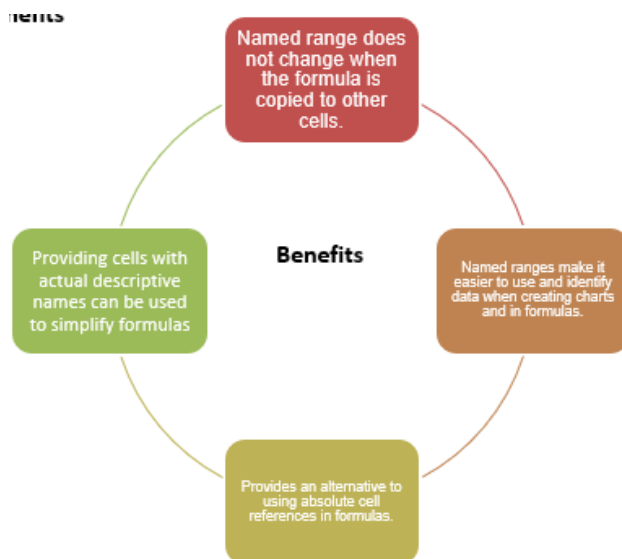 Named range does
not change when
the formula is
copied to other
cells.
Providing cells with
actual descriptive
names can be used
to simplify formulas
Benefits
Named ranges make it
easier to use and identify
data when creating charts
and in formulas.
Provides an alternative to
using absolute cell
references in formulas.